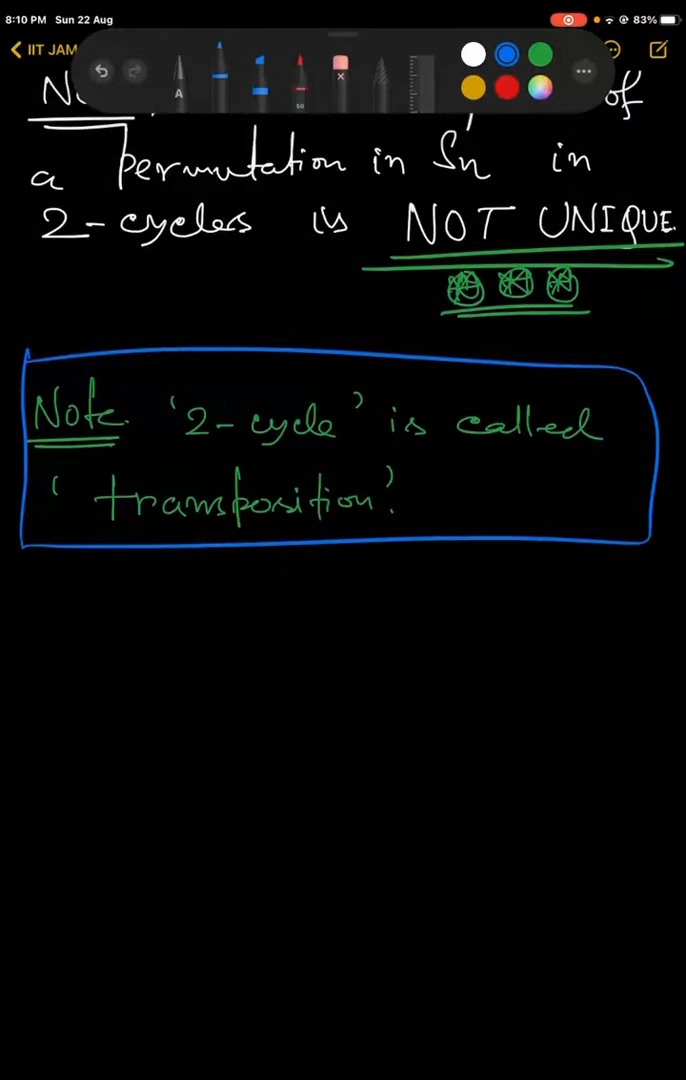 8:10 PM Sun 22 Aug 83%
IIT JAM
of
a permutation in Sn in
2-cycles is NOT UNIQUE.
Note. '2-cycle' is called
'transposition'.